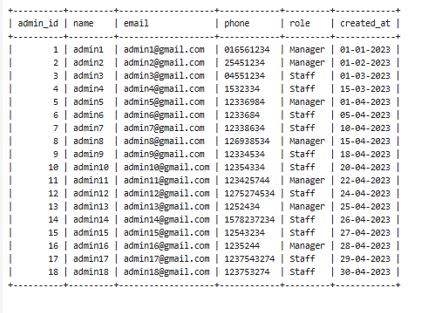 +----------+---------+-------------------+------------+---------+------------+
| admin_id | name | email | phone | role | created_at |
+----------+---------+-------------------+------------+---------+------------+
| 1 | admin1 | admin1@gmail.com | 016561234 | Manager | 01-01-2023 |
| 2 | admin2 | admin2@gmail.com | 25451234 | Manager | 01-02-2023 |
| 3 | admin3 | admin3@gmail.com | 04551234 | Staff | 01-03-2023 |
| 4 | admin4 | admin4@gmail.com | 1532334 | Staff | 15-03-2023 |
| 5 | admin5 | admin5@gmail.com | 12336984 | Manager | 01-04-2023 |
| 6 | admin6 | admin6@gmail.com | 1233684 | Staff | 05-04-2023 |
| 7 | admin7 | admin7@gmail.com | 12338634 | Staff | 10-04-2023 |
| 8 | admin8 | admin8@gmail.com | 126938534 | Manager | 15-04-2023 |
| 9 | admin9 | admin9@gmail.com | 12334534 | Staff | 18-04-2023 |
| 10 | admin10 | admin10@gmail.com | 12354334 | Staff | 20-04-2023 |
| 11 | admin11 | admin11@gmail.com | 123425744 | Manager | 22-04-2023 |
| 12 | admin12 | admin12@gmail.com | 1275274534 | Staff | 24-04-2023 |
| 13 | admin13 | admin13@gmail.com | 1252434 | Manager | 25-04-2023 |
| 14 | admin14 | admin14@gmail.com | 1578237234 | Staff | 26-04-2023 |
| 15 | admin15 | admin15@gmail.com | 12543234 | Staff | 27-04-2023 |
| 16 | admin16 | admin16@gmail.com | 1235244 | Manager | 28-04-2023 |
| 17 | admin17 | admin17@gmail.com | 1237543274 | Staff | 29-04-2023 |
| 18 | admin18 | admin18@gmail.com | 123753274 | Staff | 30-04-2023 |
+----------+---------+-------------------+------------+---------+------------+